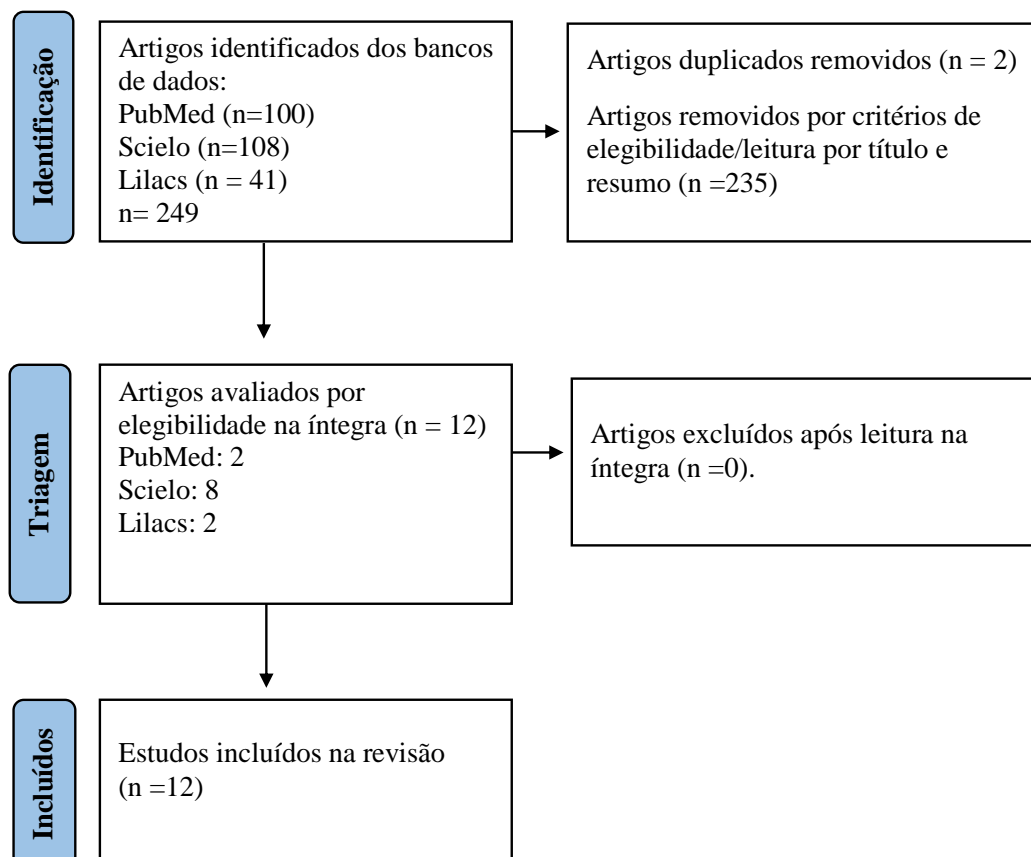 Identificação
Artigos identificados dos bancos
de dados:
PubMed (n=100)
Scielo (n=108)
Lilacs (n = 41)
n= 249
Artigos duplicados removidos (n = 2)
Artigos removidos por critérios de
elegibilidade/leitura por título e
resumo (n =235)
Triagem
Artigos avaliados por
elegibilidade na íntegra (n = 12)
PubMed: 2
Scielo: 8
Lilacs: 2
Artigos excluídos após leitura na
íntegra (n =0).
Incluídos
Estudos incluídos na revisão
(n =12)